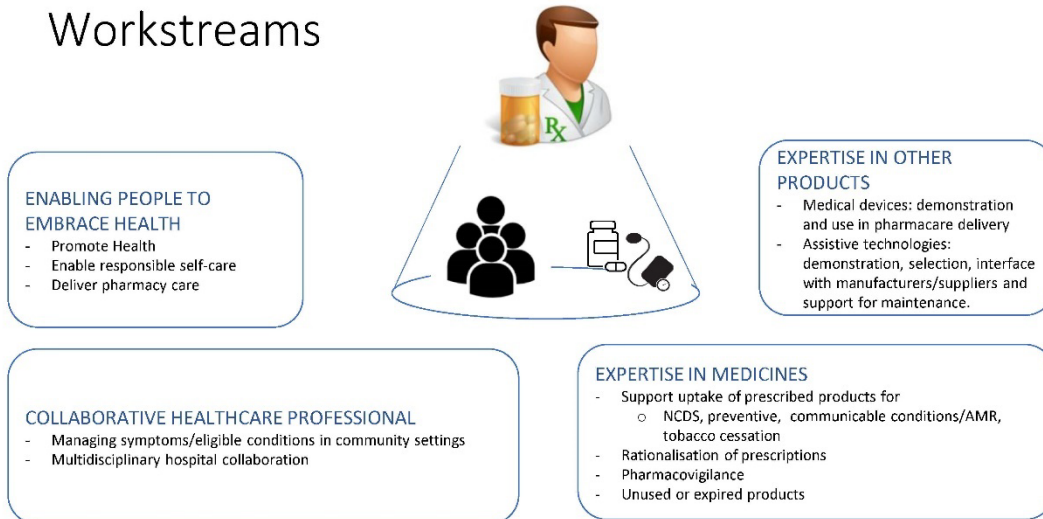 Workstreams
RX
ENABLING PEOPLE TO
EMBRACE HEALTH
- Promote Health
- Enable responsible self-care
- Deliver pharmacy care
EXPERTISE IN OTHER
PRODUCTS
- Medical devices: demonstration
and use in pharmacare delivery
- Assistive technologies:
demonstration, selection, interface
with manufacturers/suppliers and
support for maintenance.
COLLABORATIVE HEALTHCARE PROFESSIONAL
- Managing symptoms/eligible conditions in community settings
- Multidisciplinary hospital collaboration
EXPERTISE IN MEDICINES
- Support uptake of prescribed products for
o NCDS, preventive, communicable conditions/AMR,
tobacco cessation
- Rationalisation of prescriptions
- Pharmacovigilance
- Unused or expired products